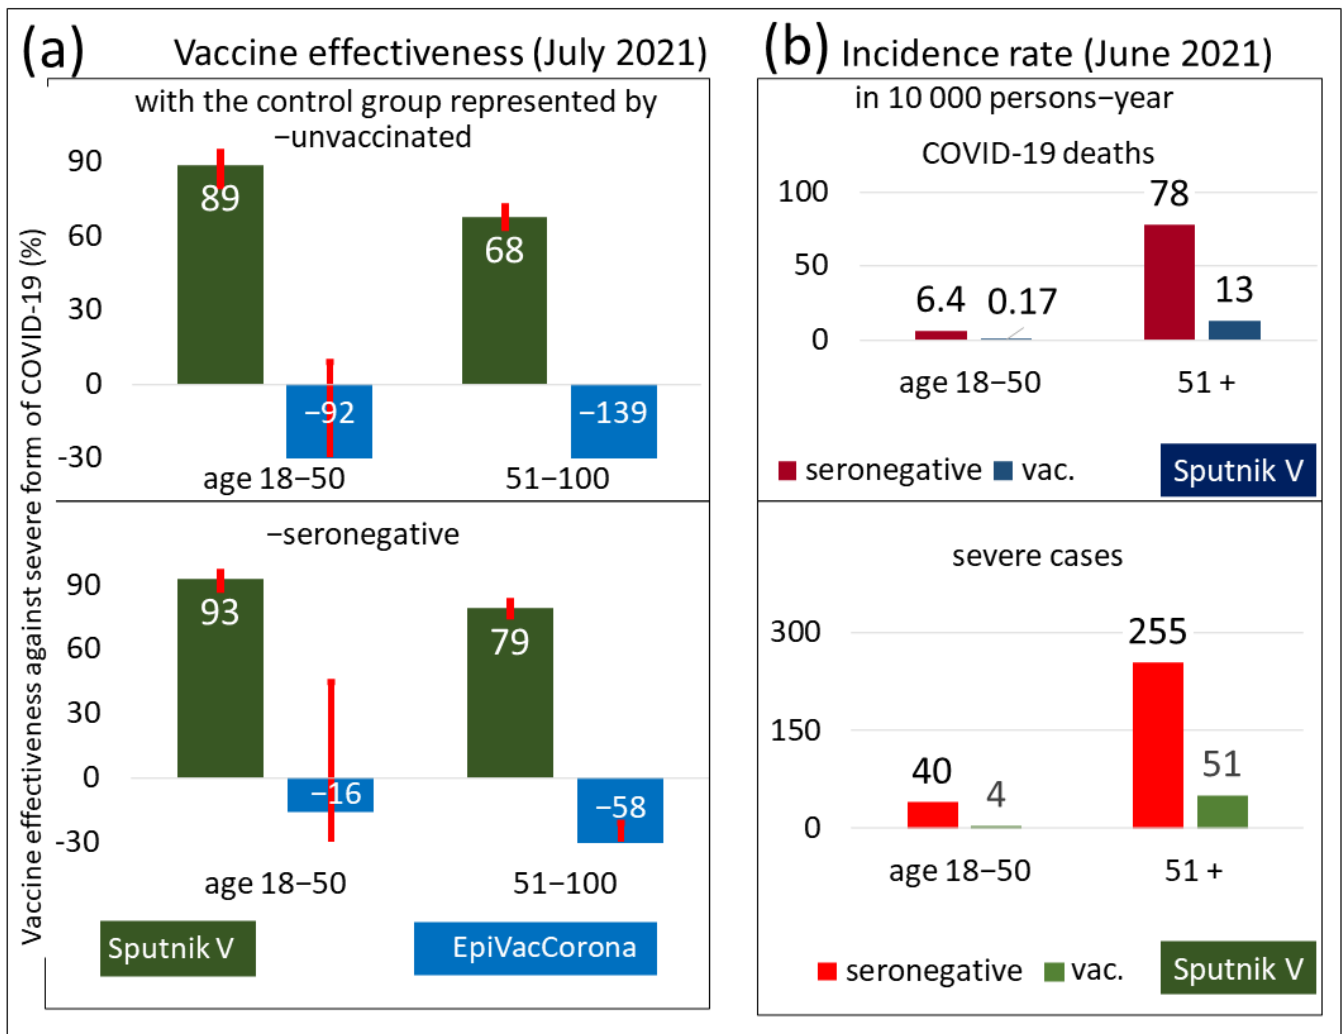 (a) Vaccine effectiveness (July 2021)
with the control group represented by
−unvaccinated
Vaccine effectiveness against severe form of COVID-19 (%)
90
60
30
0
-30
89
68
−92
−139
age 18−50
51−100
−seronegative
90
60
30
0
-30
93
79
−16
−58
age 18−50
51−100
Sputnik V
EpiVacCorona
(b) Incidence rate (June 2021)
in 10 000 persons−year
COVID-19 deaths
100
50
0
6.4
0.17
78
13
age 18−50
51 +
seronegative
vac.
Sputnik V
severe cases
300
150
0
40
4
255
51
age 18−50
51 +
seronegative
vac.
Sputnik V